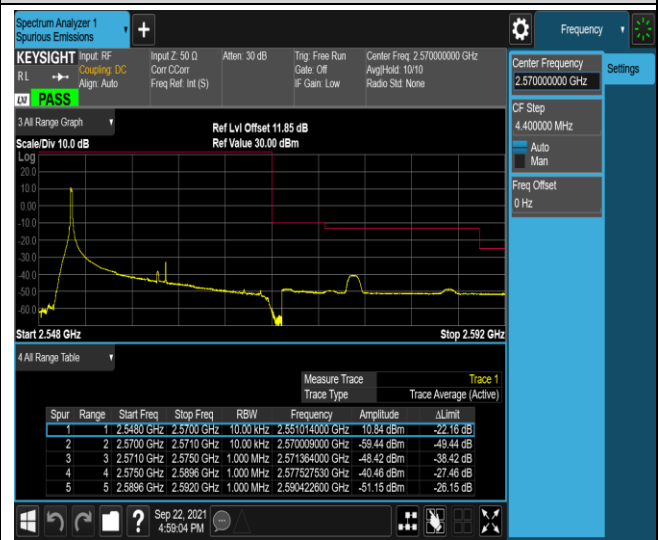 Spectrum Analyzer 1
Spurious Emissions
+
Frequency
KEYSIGHT Input: RF Input Z: 50 Ω Atten: 30 dB Trig: Free Run Center Freq: 2.570000000 GHz
RL Coupling: DC Corr CCorr Gate: Off Avg|Hold: 10/10
Align: Auto Freq Ref: Int (S) IF Gain: Low Radio Std: None
LXI PASS
Center Frequency
2.570000000 GHz
Settings
CF Step
4.400000 MHz
Auto
Man
Freq Offset
0 Hz
3 All Range Graph
Ref Lvl Offset 11.85 dB
Scale/Div 10.0 dB Ref Value 30.00 dBm
Log
20.0
10.0
0.00
-10.0
-20.0
-30.0
-40.0
-50.0
-60.0
Start 2.548 GHz Stop 2.592 GHz
4 All Range Table
Measure Trace Trace 1
Trace Type Trace Average (Active)
Spur Range Start Freq Stop Freq RBW Frequency Amplitude ΔLimit
1 1 2.5480 GHz 2.5700 GHz 10.00 kHz 2.551014000 GHz 10.84 dBm -22.16 dB
2 2 2.5700 GHz 2.5710 GHz 10.00 kHz 2.570009000 GHz -59.44 dBm -49.44 dB
3 3 2.5710 GHz 2.5750 GHz 1.000 MHz 2.571364000 GHz -48.42 dBm -38.42 dB
4 4 2.5750 GHz 2.5896 GHz 1.000 MHz 2.577527530 GHz -40.46 dBm -27.46 dB
5 5 2.5896 GHz 2.5920 GHz 1.000 MHz 2.590422600 GHz -51.15 dBm -26.15 dB
?
Sep 22, 2021
4:59:04 PM